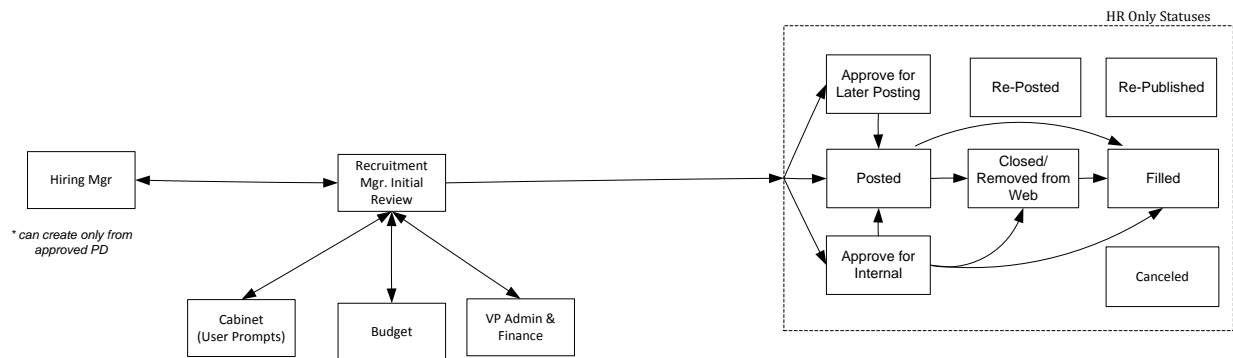 HR Only Statuses
Approve for
Later Posting
Re-Posted
Re-Published
Hiring Mgr
Recruitment
Mgr. Initial
Review
Posted
Closed/
Removed from
Web
Filled
* can create only from
approved PD
Approve for
Internal
Canceled
Cabinet
(User Prompts)
Budget
VP Admin &
Finance